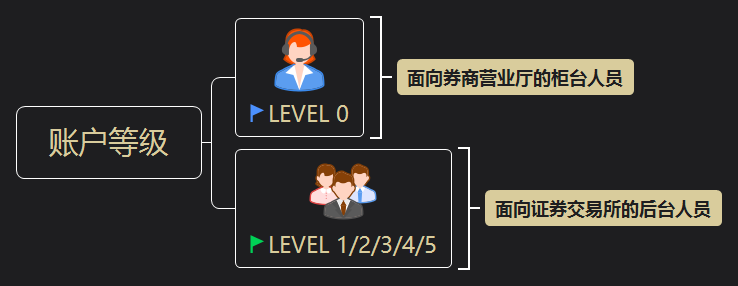 账户等级
LEVEL 0
面向券商营业厅的柜台人员
LEVEL 1/2/3/4/5
面向证券交易所的后台人员